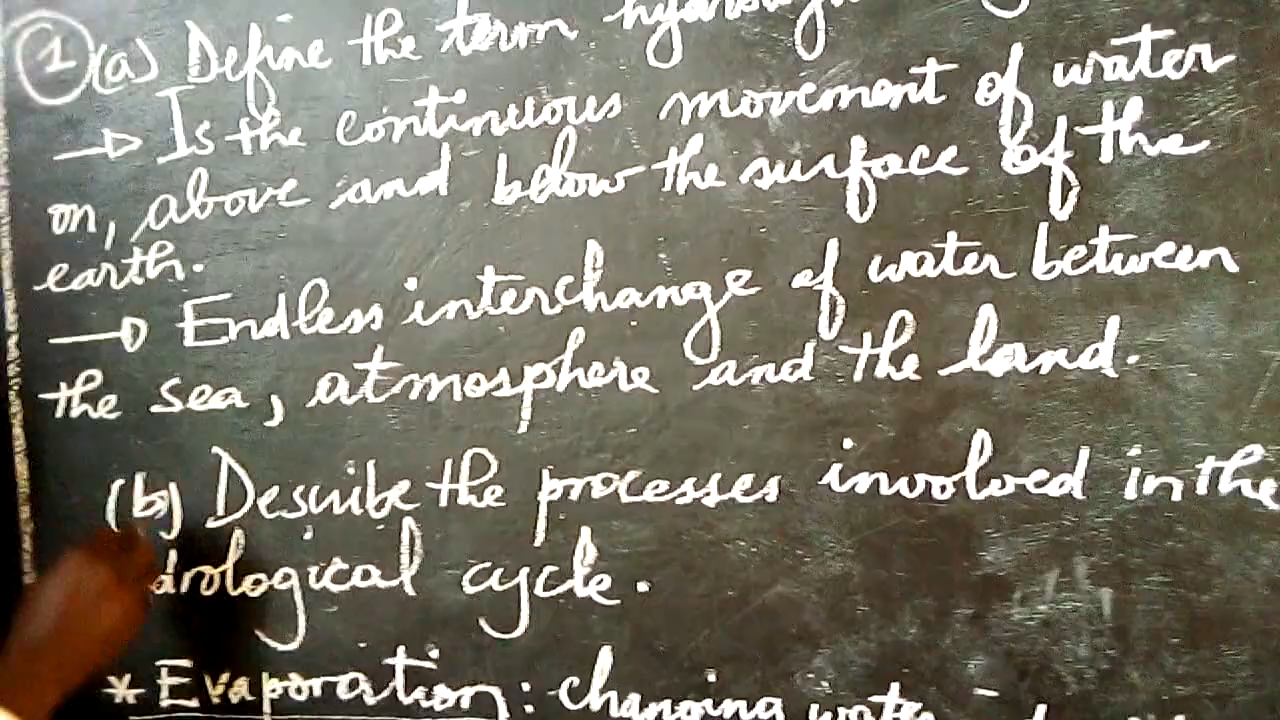 1 (a) Define the term
→ Is the continuous movement of water
on, above and below the surface of the
earth.
→ Endless interchange of water between
the sea, atmosphere and the land.
(b) Describe the processes involved in the
drological cycle.
* Evaporation: changing water